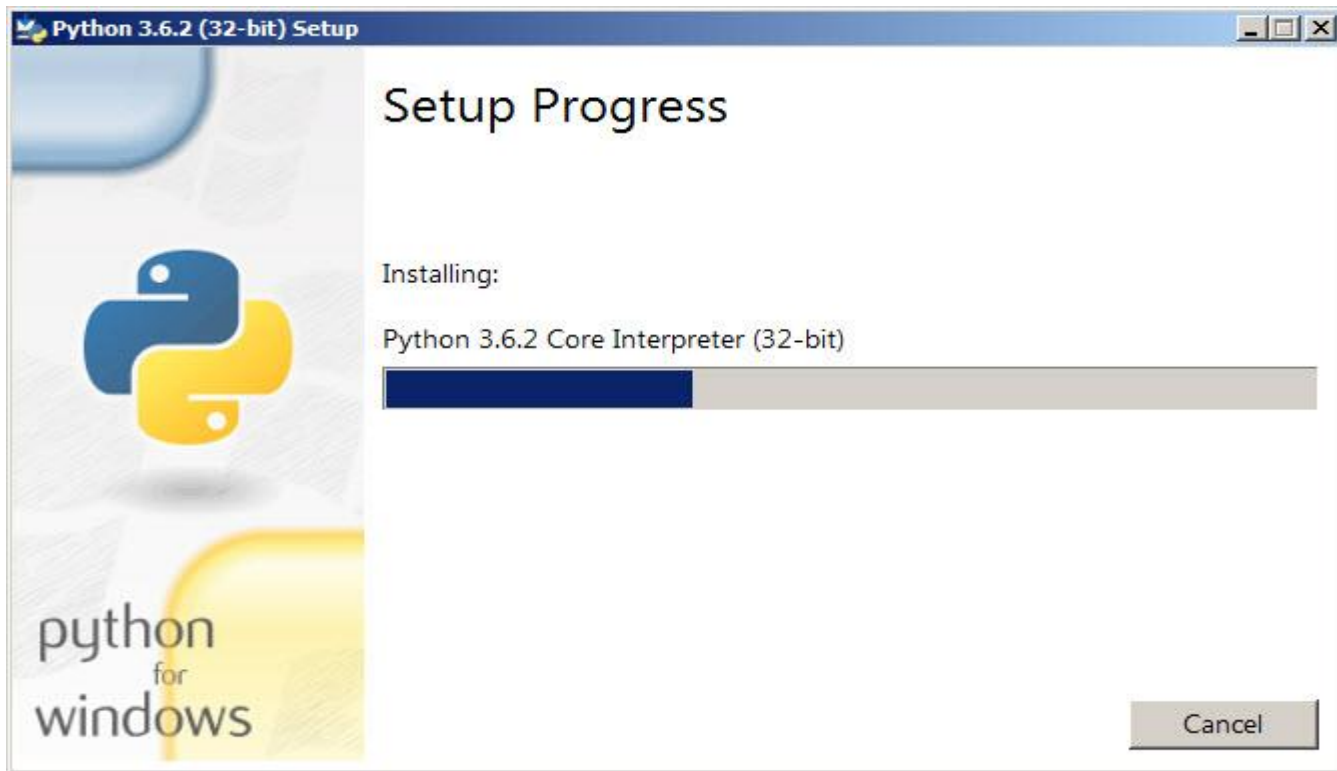 Python 3.6.2 (32-bit) Setup
Setup Progress
Installing:
Python 3.6.2 Core Interpreter (32-bit)
python
for
windows
Cancel